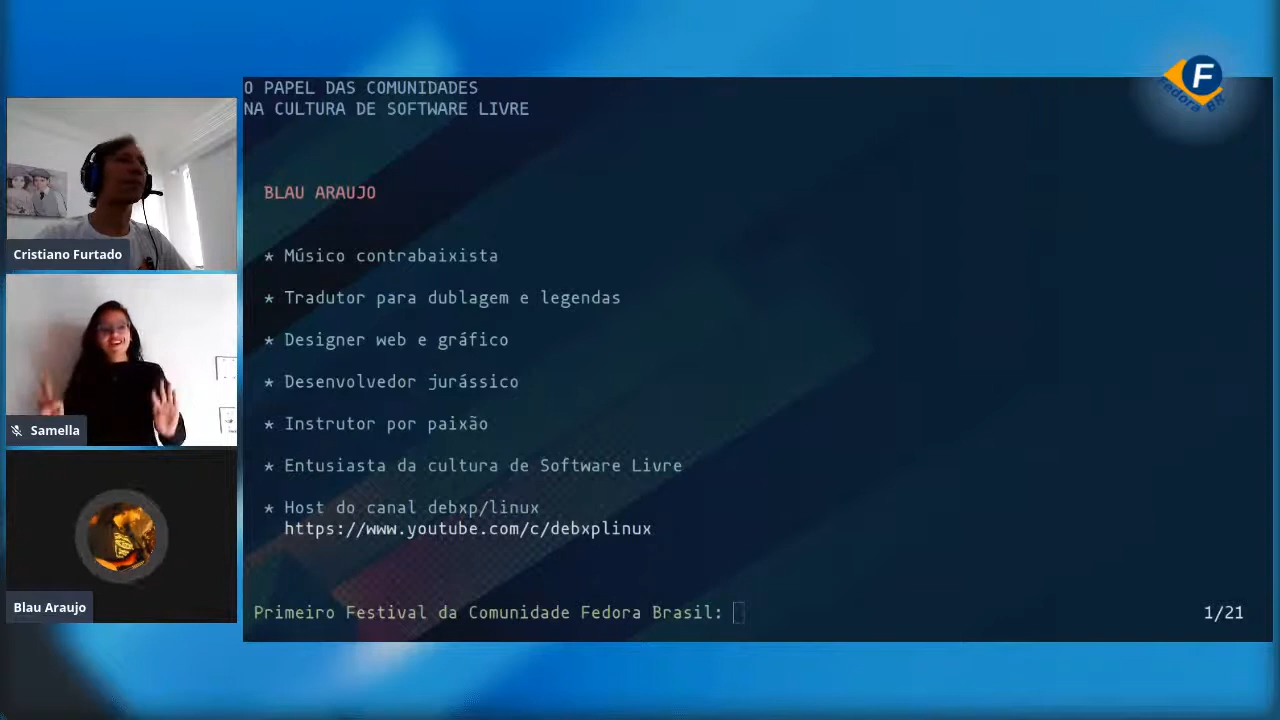 O PAPEL DAS COMUNIDADES
NA CULTURA DE SOFTWARE LIVRE
F
Fedora BR
BLAU ARAUJO
* Músico contrabaixista
* Tradutor para dublagem e legendas
* Designer web e gráfico
* Desenvolvedor jurássico
* Instrutor por paixão
* Entusiasta da cultura de Software Livre
* Host do canal debxp/linux
https://www.youtube.com/c/debxplinux
Primeiro Festival da Comunidade Fedora Brasil:
1/21
Cristiano Furtado
Samella
Blau Araujo